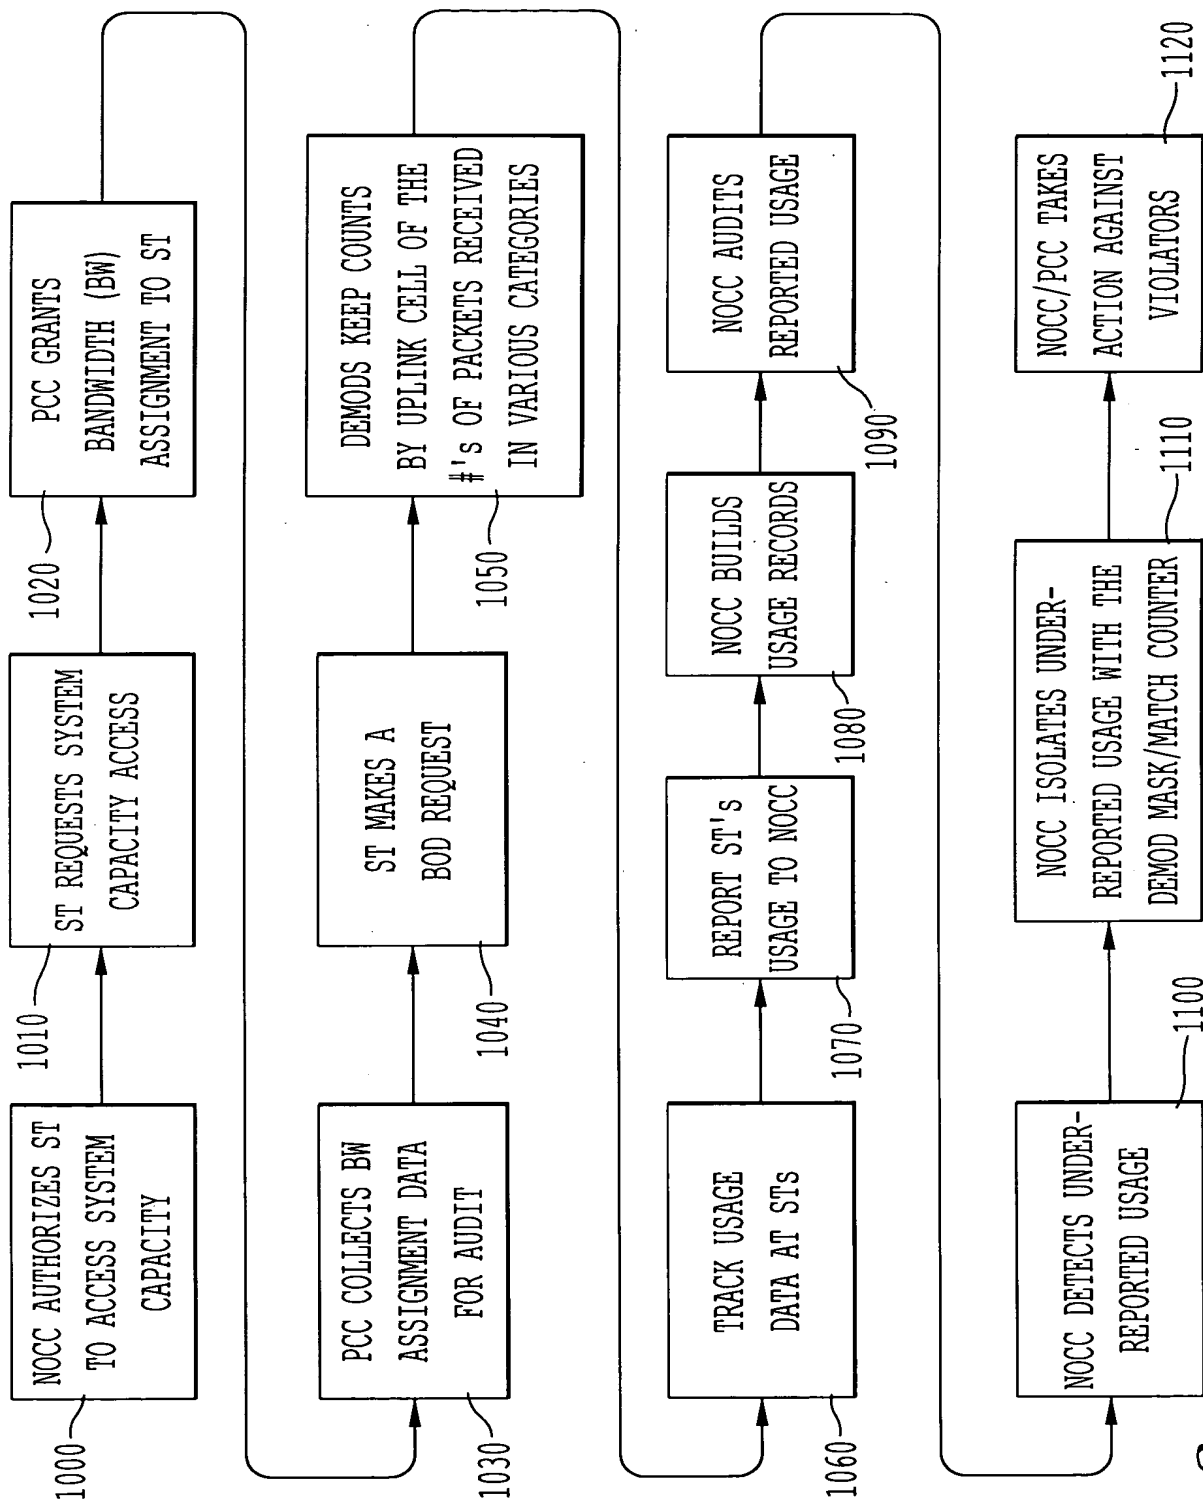 NOCC AUTHORIZES ST
TO ACCESS SYSTEM
CAPACITY
1000
ST REQUESTS SYSTEM
CAPACITY ACCESS
1010
PCC GRANTS
BANDWIDTH (BW)
ASSIGNMENT TO ST
1020
PCC COLLECTS BW
ASSIGNMENT DATA
FOR AUDIT
1030
ST MAKES A
BOD REQUEST
1040
DEMODS KEEP COUNTS
BY UPLINK CELL OF THE
#'s OF PACKETS RECEIVED
IN VARIOUS CATEGORIES
1050
TRACK USAGE
DATA AT STs
1060
REPORT ST's
USAGE TO NOCC
1070
NOCC BUILDS
USAGE RECORDS
1080
NOCC AUDITS
REPORTED USAGE
1090
NOCC DETECTS UNDER-
REPORTED USAGE
1100
NOCC ISOLATES UNDER-
REPORTED USAGE WITH THE
DEMOD MASK/MATCH COUNTER
1110
NOCC/PCC TAKES
ACTION AGAINST
VIOLATORS
1120